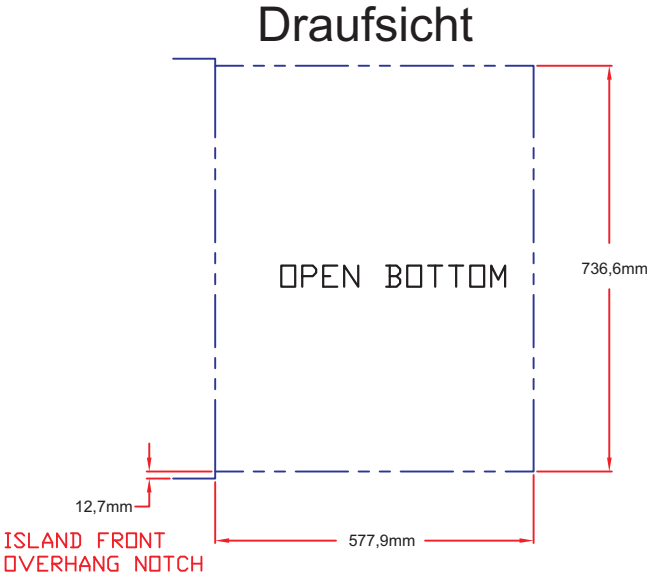 Draufsicht
OPEN BOTTOM
736,6mm
12,7mm
577,9mm
ISLAND FRONT
OVERHANG NOTCH